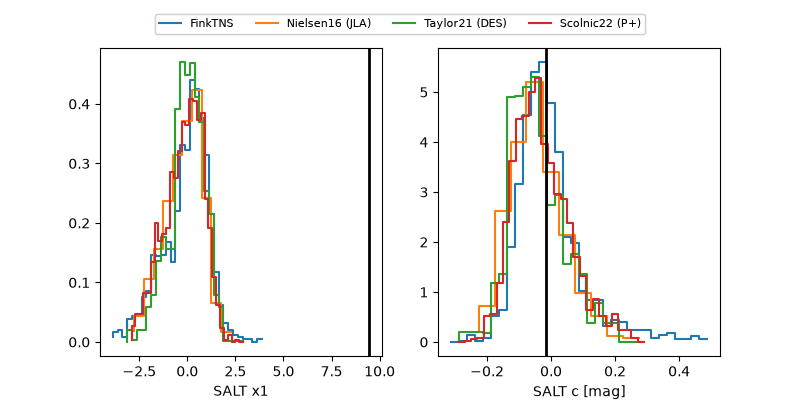 FinkTNS Nielsen16 (JLA) Taylor21 (DES) Scolnic22 (P+)
0.4
0.3
0.2
0.1
0.0
−2.5 0.0 2.5 5.0 7.5 10.0
SALT x1
5
4
3
2
1
0
−0.2 0.0 0.2 0.4
SALT c [mag]